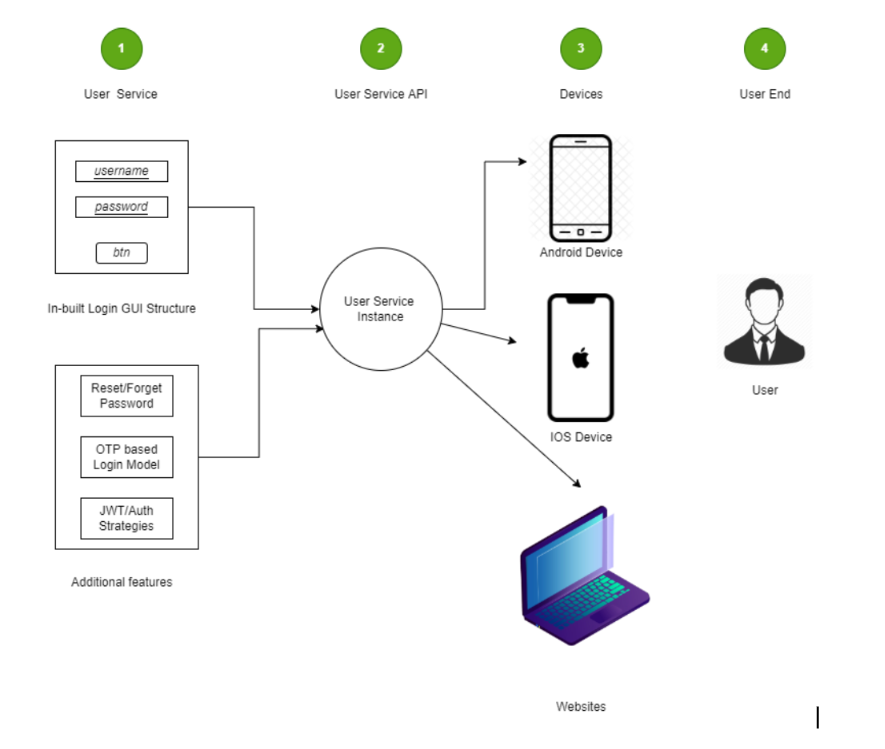 1
2
3
4
User Service
User Service API
Devices
User End
username
password
btn
In-built Login GUI Structure
Reset/Forget
Password
OTP based
Login Model
JWT/Auth
Strategies
Additional features
User Service
Instance
Android Device
IOS Device
Websites
User